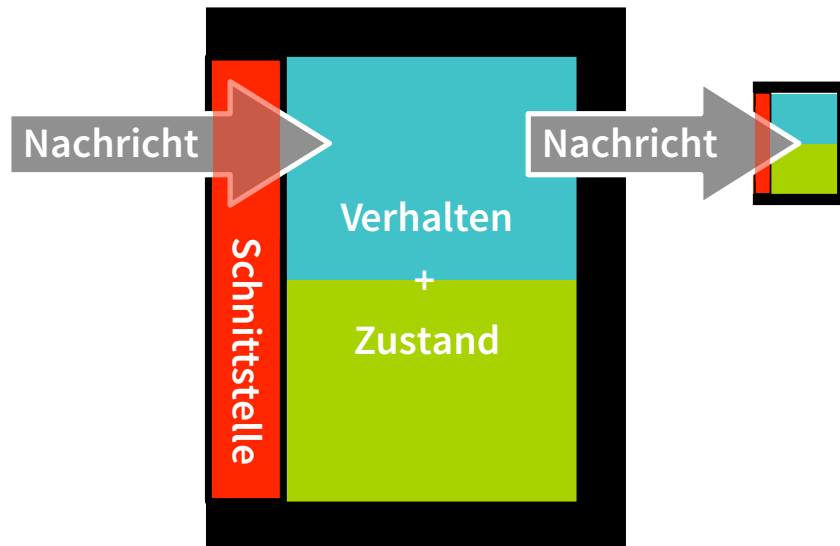 Nachricht
Nachricht
Schnittstelle
Verhalten
+
Zustand